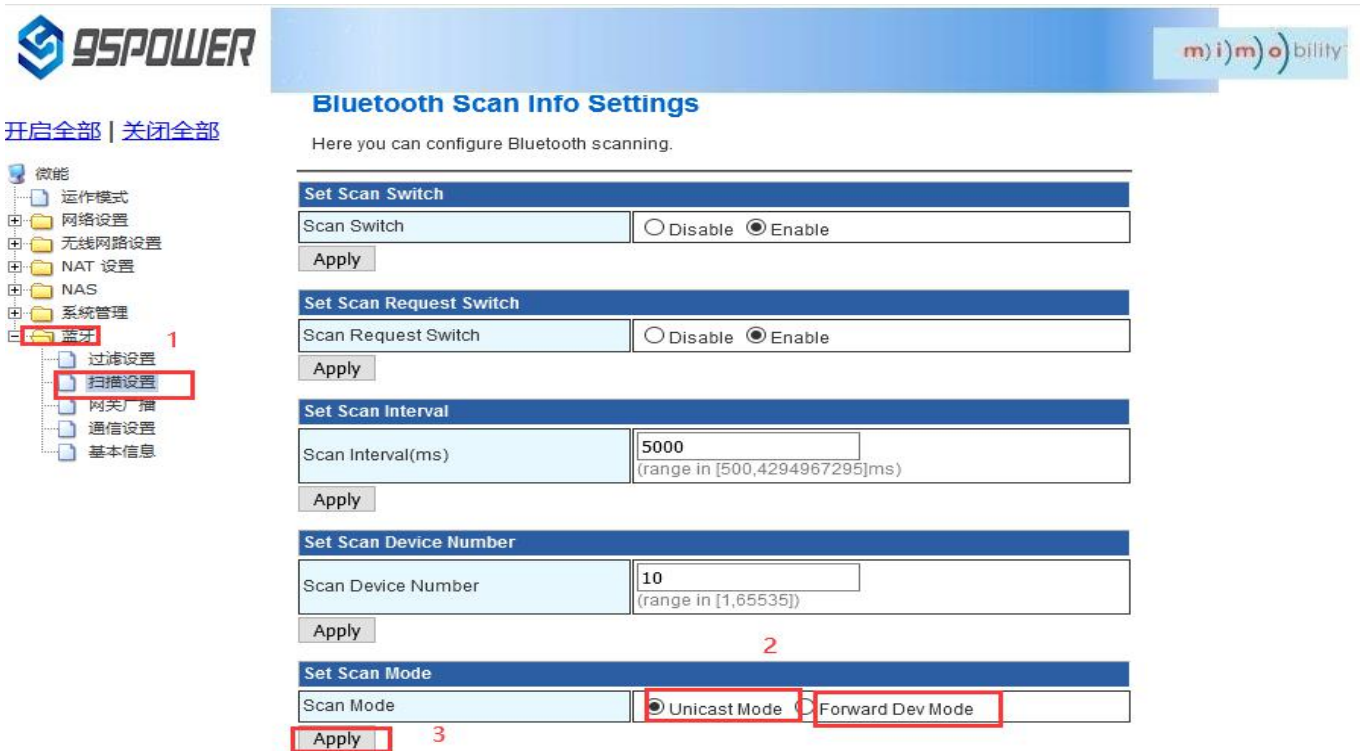 95POWER
m)i)m)o)bility
开启全部 | 关闭全部
微能
运作模式
网络设置
无线网路设置
NAT 设置
NAS
系统管理
蓝牙
1
过滤设置
扫描设置
网关广播
通信设置
基本信息
Bluetooth Scan Info Settings
Here you can configure Bluetooth scanning.
Set Scan Switch
Scan Switch Disable Enable
Apply
Set Scan Request Switch
Scan Request Switch Disable Enable
Apply
Set Scan Interval
Scan Interval(ms) 5000
(range in [500,4294967295]ms)
Apply
Set Scan Device Number
Scan Device Number 10
(range in [1,65535])
Apply
2
Set Scan Mode
Scan Mode Unicast Mode Forward Dev Mode
Apply 3